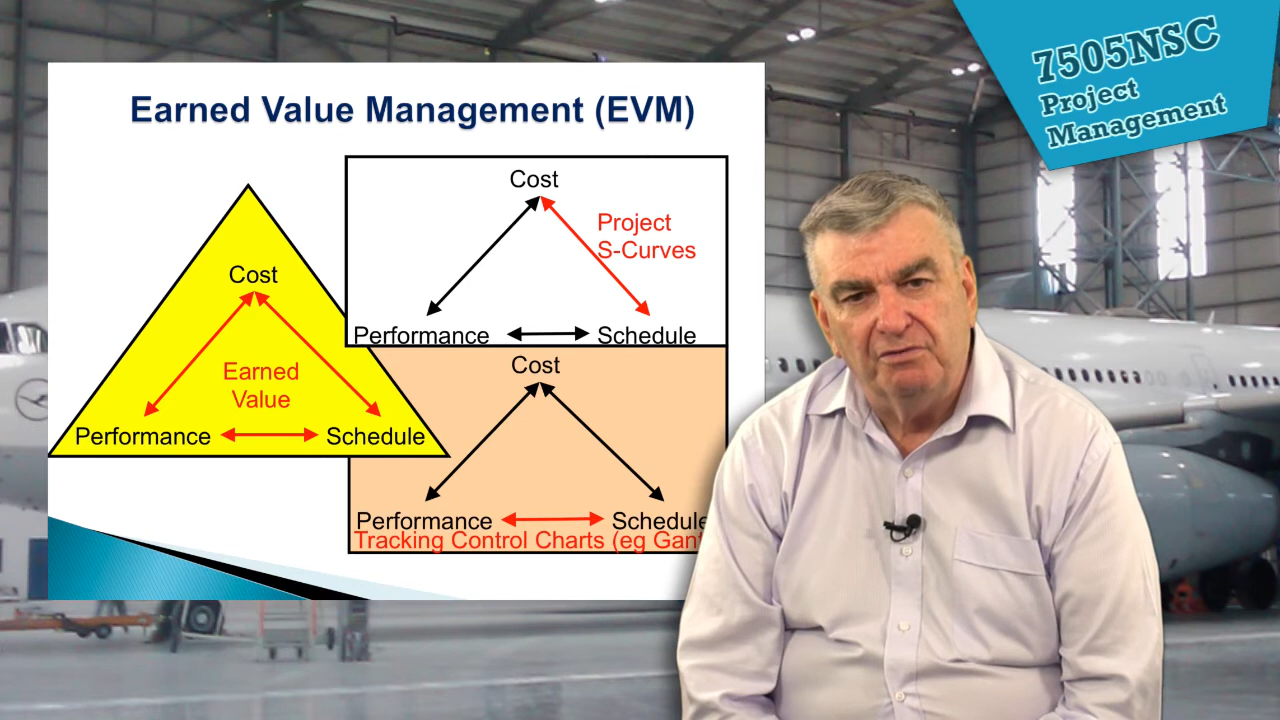 7505NSC
Project
Management
Earned Value Management (EVM)
Cost
Project
S-Curves
Performance
Schedule
Cost
Earned
Value
Performance
Schedule
Cost
Performance
Schedule
Tracking Control Charts (eg